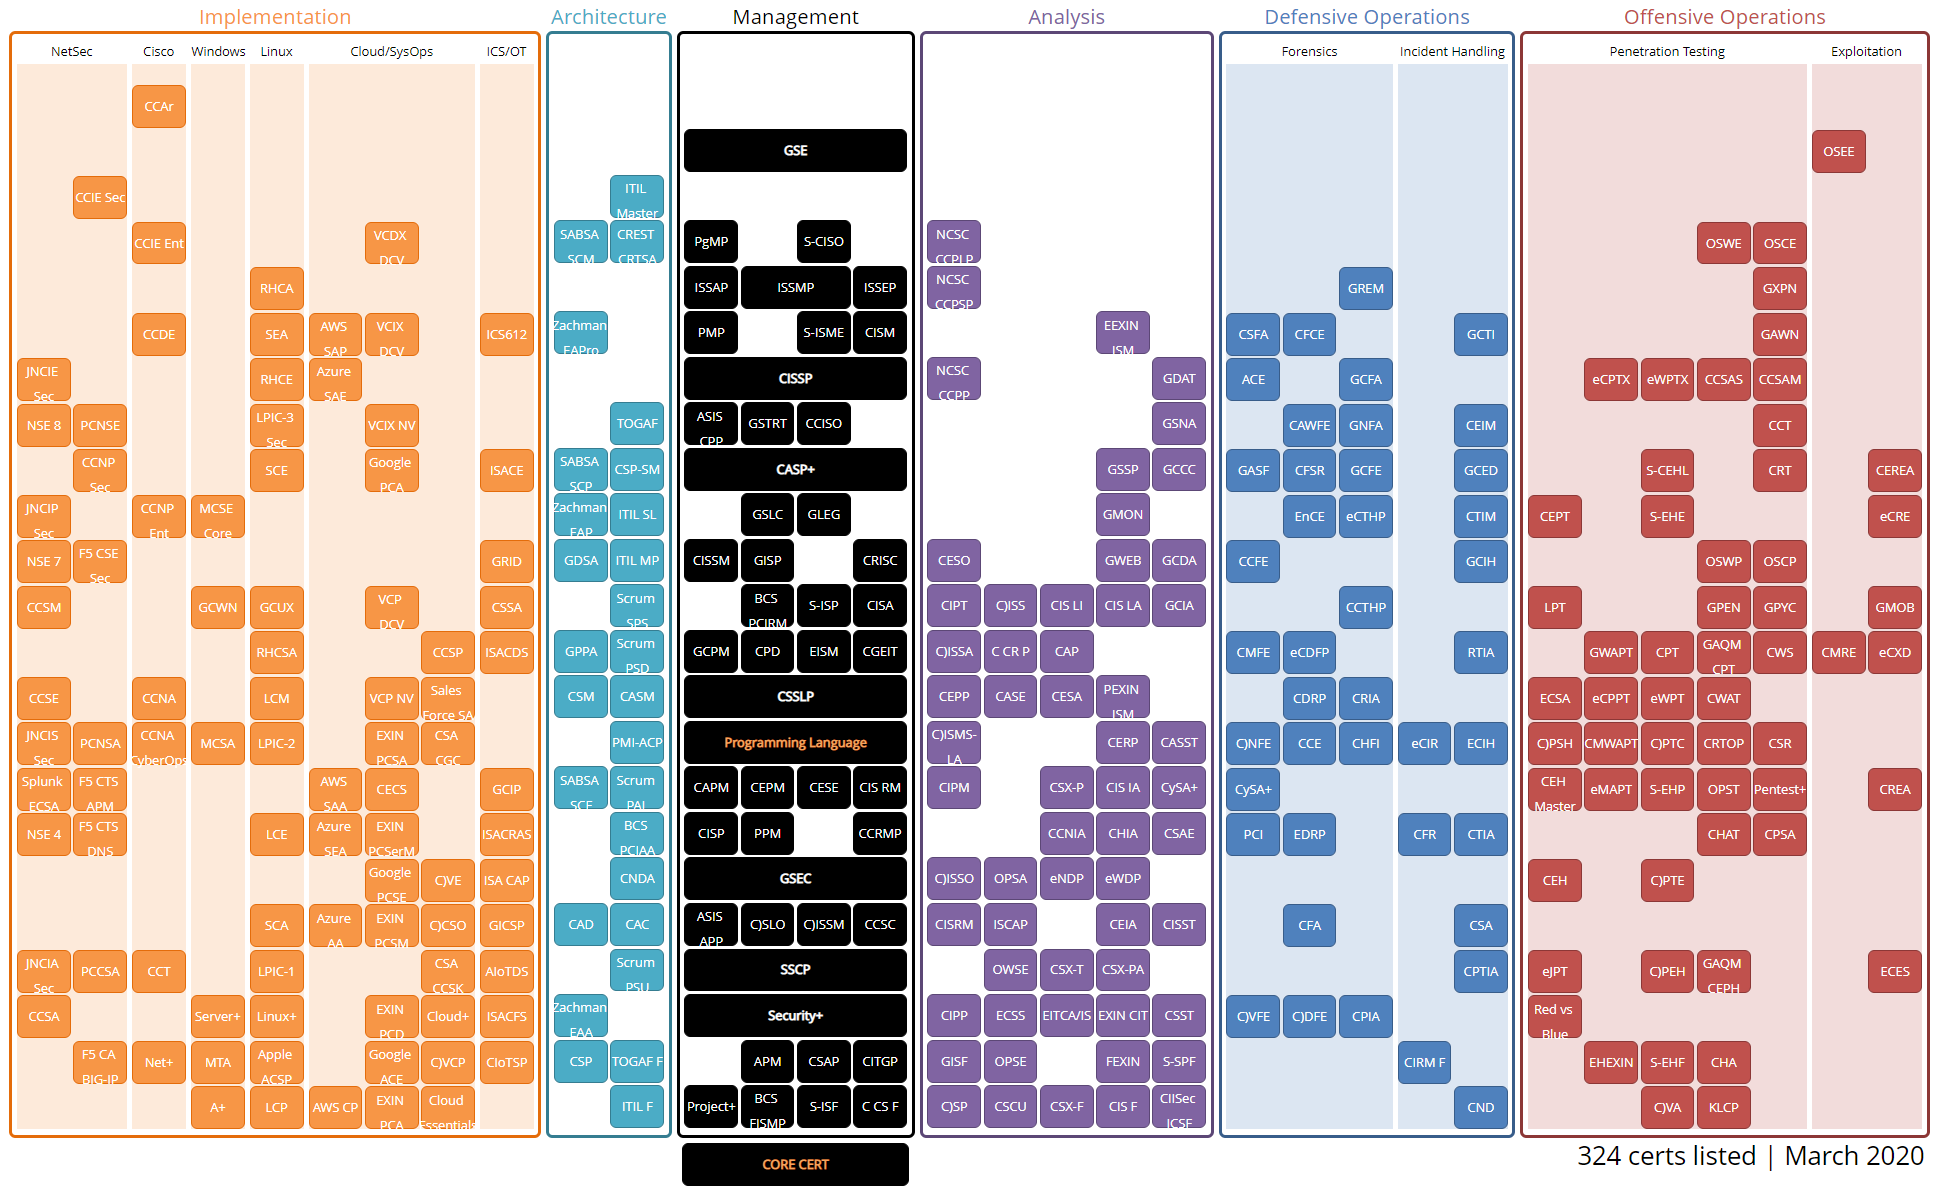 Implementation Architecture Management Analysis Defensive Operations Offensive Operations
NetSec Cisco Windows Linux Cloud/SysOps ICS/OT Forensics Incident Handling Penetration Testing Exploitation
CCAr
GSE OSEE
CCIE Sec ITIL Master
CCIE Ent VCDX DCV SABSA SCM CREST CRTSA PgMP S-CISO NCSC CCPLP OSWE OSCE
RHCA ISSAP ISSMP ISSEP NCSC CCPSP GREM GXPN
CCDE SEA AWS SAP VCIX DCV ICS612 Zachman EAPro PMP S-ISME CISM EEXIN ISM CSFA CFCE GCTI GAWN
JNCIE Sec RHCE Azure SAE CISSP NCSC CCPP GDAT ACE GCFA eCPTX eWPTX CCSAS CCSAM
NSE 8 PCNSE LPIC-3 Sec VCIX NV TOGAF ASIS CPP GSTRT CCISO GSNA CAWFE GNFA CEIM CCT
CCNP Sec SCE Google PCA ISACE SABSA SCP CSP-SM CASP+ GSSP GCCC GASF CFSR GCFE GCED S-CEHL CRT CEREA
JNCIP Sec CCNP Ent MCSE Core Zachman EAP ITIL SL GSLC GLEG GMON EnCE eCTHP CTIM CEPT S-EHE eCRE
NSE 7 F5 CSE Sec GRID GDSA ITIL MP CISSM GISP CRISC CESO GWEB GCDA CCFE GCIH OSWP OSCP
CCSM GCWN GCUX VCP DCV CSSA Scrum SPS BCS PCIRM S-ISP CISA CIPT C)ISS CIS LI CIS LA GCIA CCTHP LPT GPEN GPYC GMOB
RHCSA CCSP ISACDS GPPA Scrum PSD GCPM CPD EISM CGEIT C)ISSA C CR P CAP CMFE eCDFP RTIA GWAPT CPT GAQM CPT CWS CMRE eCXD
CCSE CCNA LCM VCP NV Sales Force SA CSM CASM CSSLP CEPP CASE CESA PEXIN ISM CDRP CRIA ECSA eCPPT eWPT CWAT
JNCIS Sec PCNSA CCNA CyberOps MCSA LPIC-2 EXIN PCSA CSA CGC PMI-ACP Programming Language C)ISMS-LA CERP CASST C)NFE CCE CHFI eCIR ECIH C)PSH CMWAPT C)PTC CRTOP CSR
Splunk ECSA F5 CTS APM AWS SAA CECS GCIP SABSA SCF Scrum PAL CAPM CEPM CESE CIS RM CIPM CSX-P CIS IA CySA+ CySA+ CEH Master eMAPT S-EHP OPST Pentest+ CREA
NSE 4 F5 CTS DNS LCE Azure SEA EXIN PCSerM ISACRAS BCS PCIAA CISP PPM CCRMP CCNIA CHIA CSAE PCI EDRP CFR CTIA CHAT CPSA
Google PCSE C)VE ISA CAP CNDA GSEC C)ISSO OPSA eNDP eWDP CEH C)PTE
SCA Azure AA EXIN PCSM C)CSO GICSP CAD CAC ASIS APP C)SLO C)ISSM CCSC CISRM ISCAP CEIA CISST CFA CSA
JNCIA Sec PCCSA CCT LPIC-1 CSA CCSK AIoTDS Scrum PSU SSCP OWSE CSX-T CSX-PA CPTIA eJPT C)PEH GAQM CEPH ECES
CCSA Server+ Linux+ EXIN PCD Cloud+ ISACFS Zachman EAA Security+ CIPP ECSS EITCA/IS EXIN CIT CSST C)VFE C)DFE CPIA Red vs Blue
F5 CA BIG-IP Net+ MTA Apple ACSP Google ACE C)VCP CIoTSP CSP TOGAF F APM CSAP CITGP GISF OPSE FEXIN S-SPF CIRM F EHEXIN S-EHF CHA
A+ LCP AWS CP EXIN PCA Cloud Essentials ITIL F Project+ BCS FISMP S-ISF C CS F C)SP CSCU CSX-F CIS F CIISec ICSF CND C)VA KLCP
CORE CERT
324 certs listed | March 2020